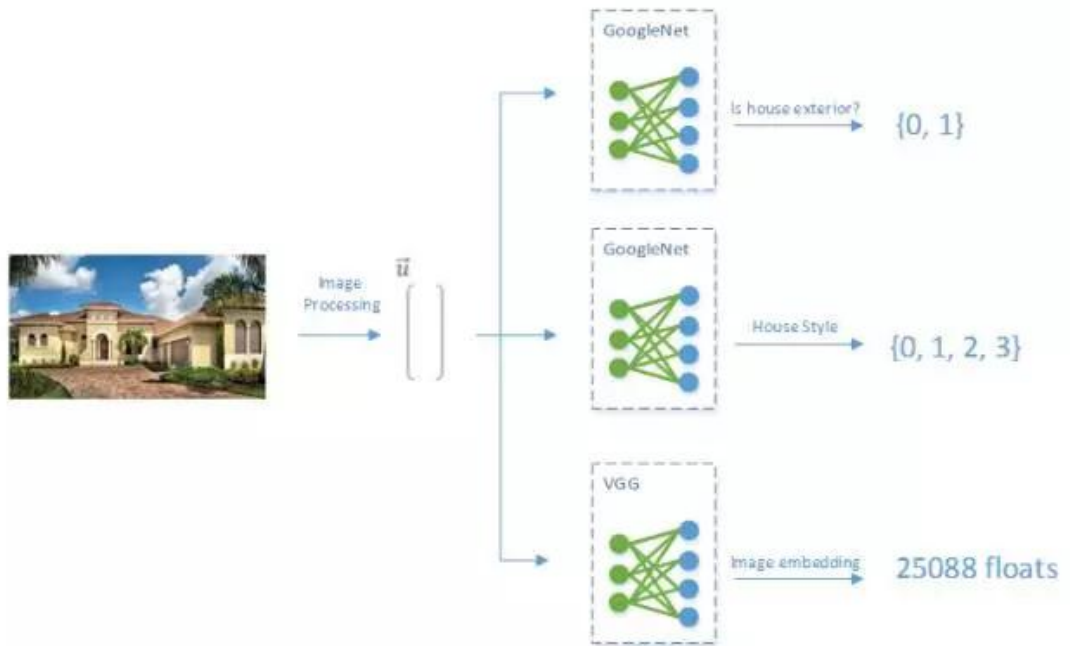 GoogleNet
Is house exterior?
{0, 1}
GoogleNet
Image
Processing
u⃗
House Style
{0, 1, 2, 3}
VGG
Image embedding
25088 floats